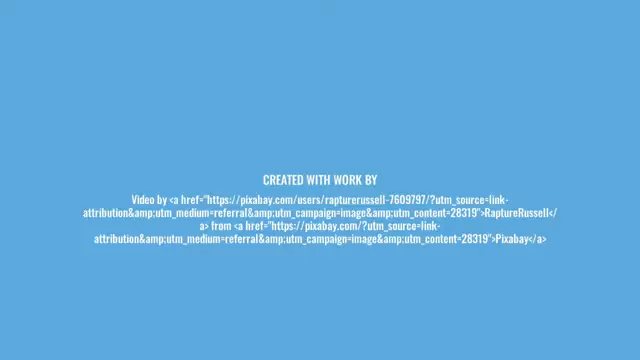 CREATED WITH WORK BY
Video by <a href="https://pixabay.com/users/rapturerussell-7609797/?utm_source=link-
attribution&amp;utm_medium=referral&amp;utm_campaign=image&amp;utm_content=28319">RaptureRussell</
a> from <a href="https://pixabay.com/?utm_source=link-
attribution&amp;utm_medium=referral&amp;utm_campaign=image&amp;utm_content=28319">Pixabay</a>